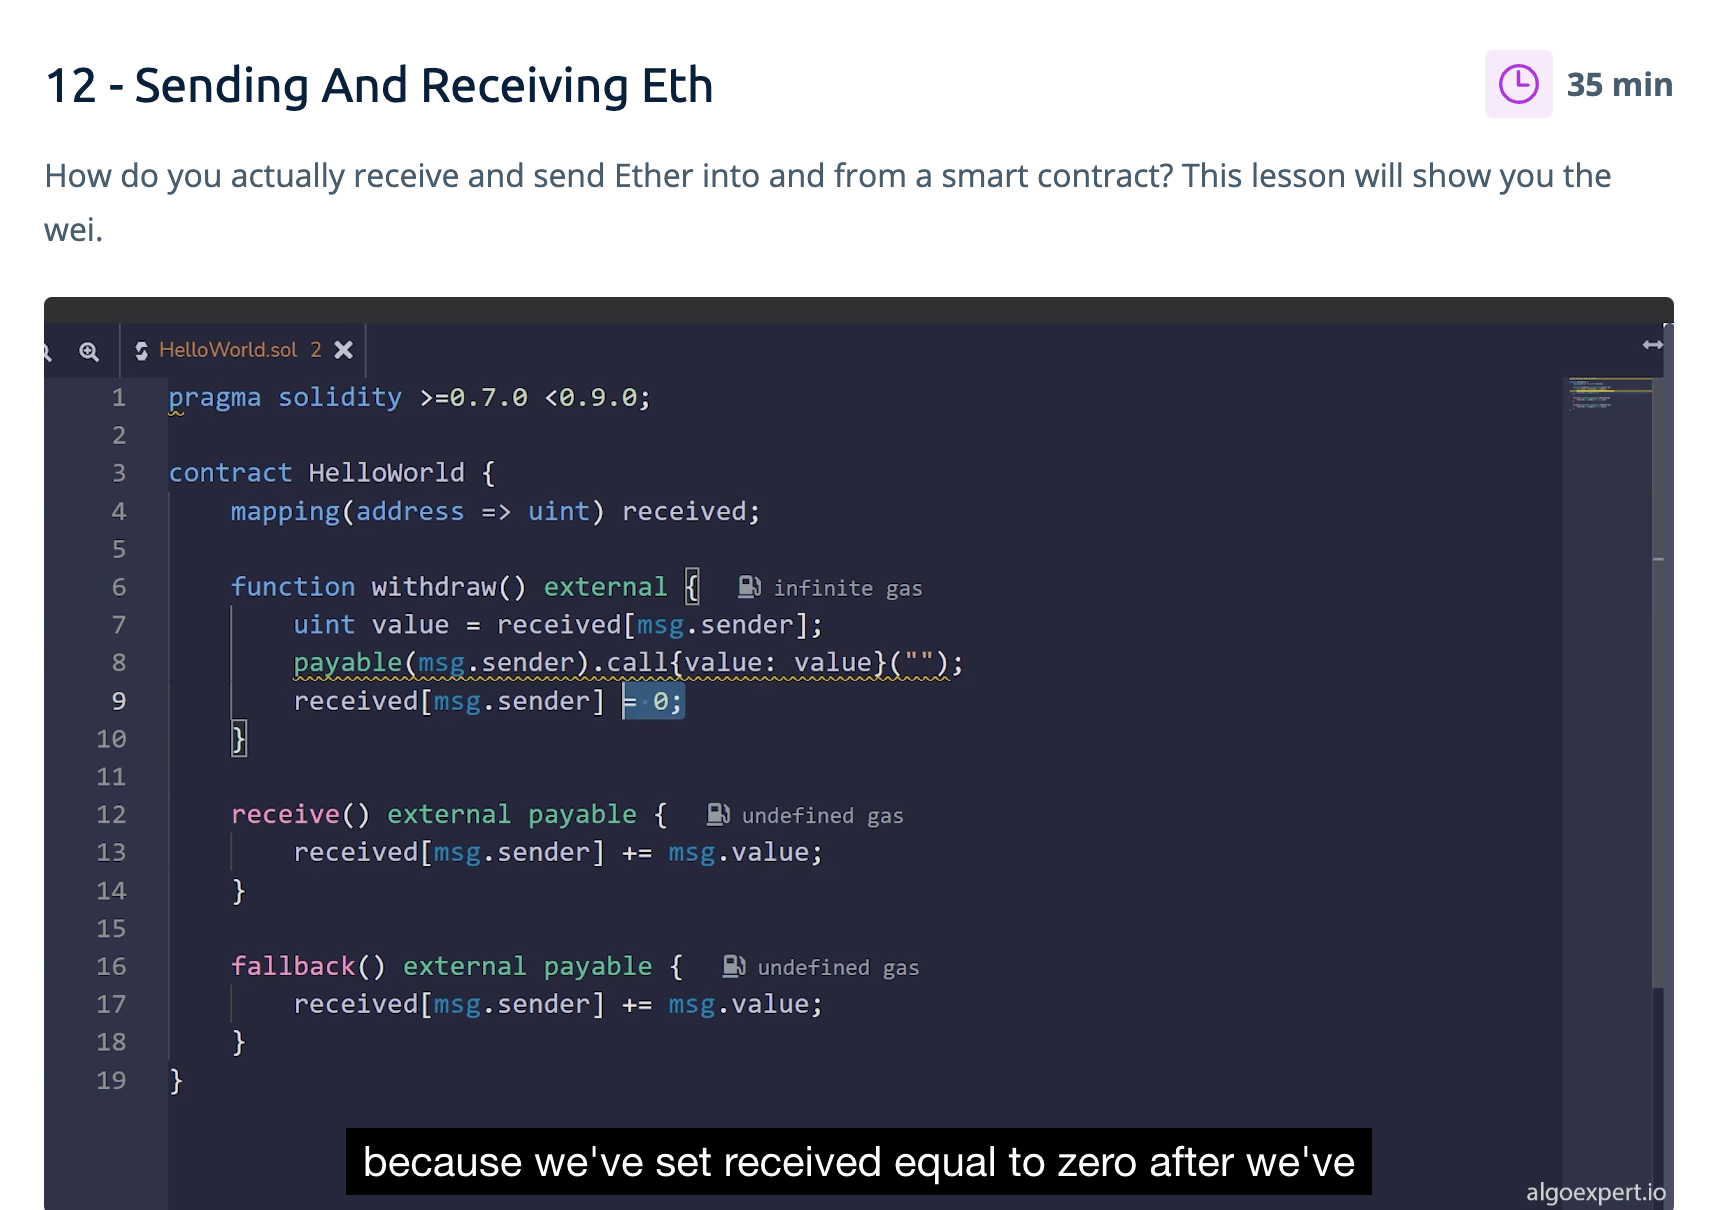 12 - Sending And Receiving Eth
35 min
How do you actually receive and send Ether into and from a smart contract? This lesson will show you the
wei.
HelloWorld.sol 2
1 pragma solidity >=0.7.0 <0.9.0;
2
3 contract HelloWorld {
4 mapping(address => uint) received;
5
6 function withdraw() external { infinite gas
7 uint value = received[msg.sender];
8 payable(msg.sender).call{value: value}("");
9 received[msg.sender] = 0;
10 }
11
12 receive() external payable { undefined gas
13 received[msg.sender] += msg.value;
14 }
15
16 fallback() external payable { undefined gas
17 received[msg.sender] += msg.value;
18 }
19 }
because we've set received equal to zero after we've
algoexpert.io